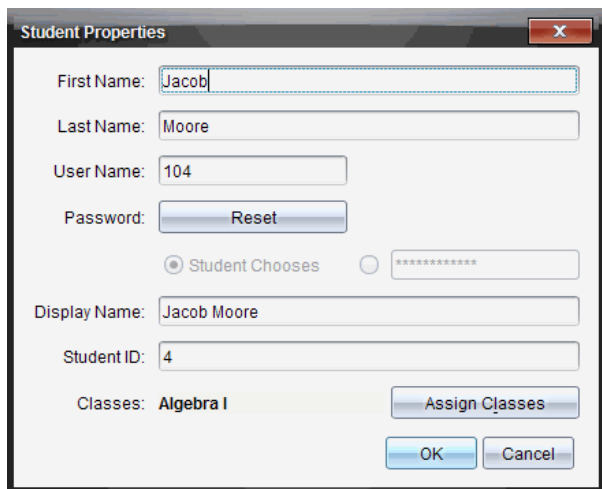 Student Properties
x
First Name: Jacob
Last Name: Moore
User Name: 104
Password: Reset
Student Chooses ************
Display Name: Jacob Moore
Student ID: 4
Classes: Algebra I Assign Classes
OK Cancel